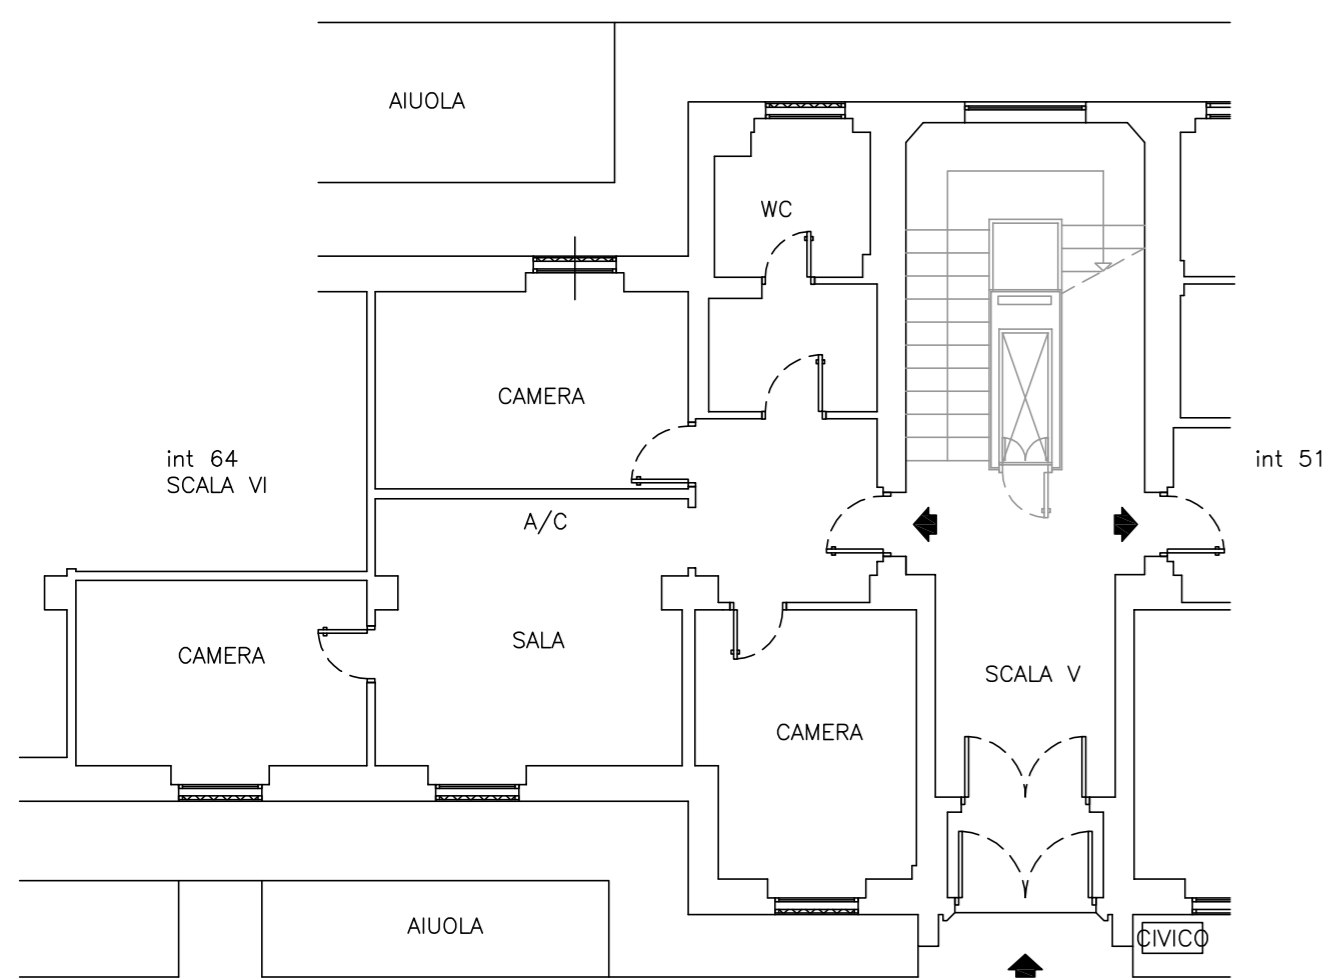 AIUOLA
WC
CAMERA
int 64
SCALA VI
int 51
A/C
SALA
CAMERA
SCALA V
CAMERA
AIUOLA
CIVICO